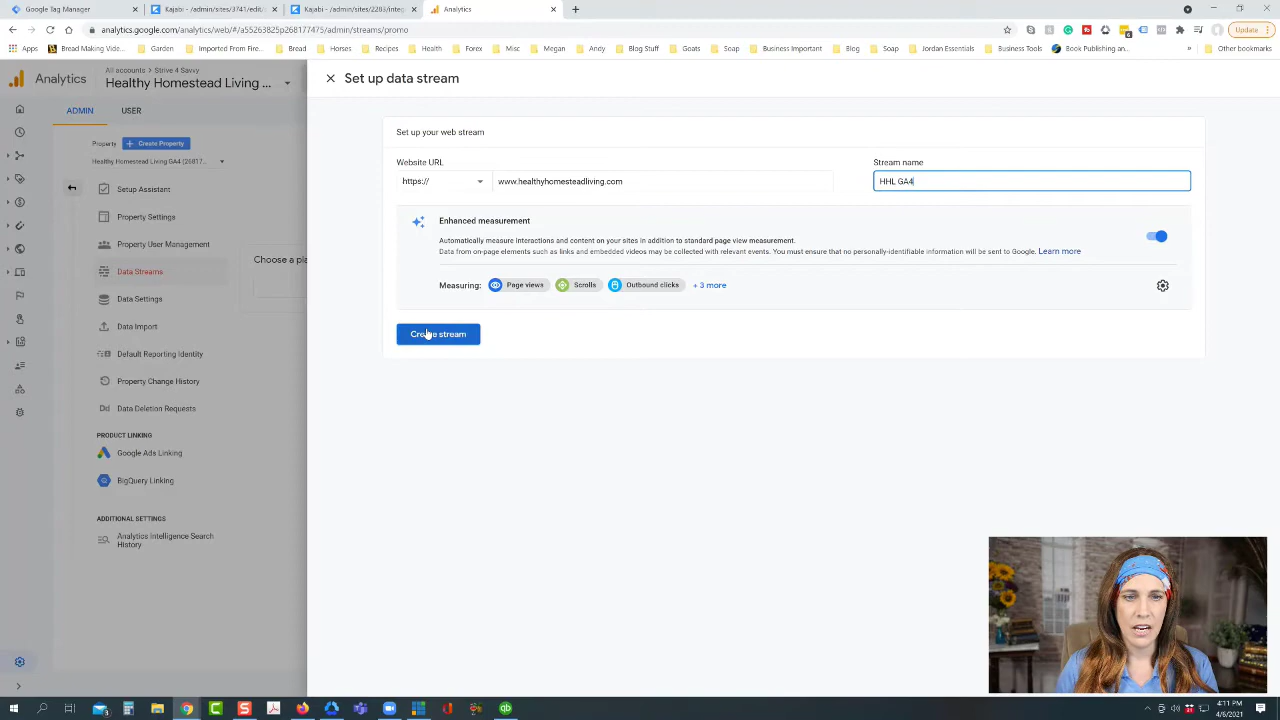 Google Tag Manager
Kajabi - /admin/sites/3741/edit
Kajabi - /admin/sites/2283/integ
Analytics
analytics.google.com/web/#/a55263825p268177475/admin/streams/promo
Update
Apps
Bread Making Video...
Garden
Imported From Fire...
Bread
Horses
Recipes
Health
Forex
Misc
Megan
Andy
Blog Stuff
Goats
Soap
Business Important
Blog
Soap
Jordan Essentials
Business Tools
Book Publishing an...
Other bookmarks
Analytics
All accounts > Strive 4 Savvy
Healthy Homestead Living ...
ADMIN
USER
Property
Create Property
Healthy Homestead Living GA4 (26817...
Setup Assistant
Property Settings
Property User Management
Data Streams
Data Settings
Data Import
Default Reporting Identity
Property Change History
Dd Data Deletion Requests
PRODUCT LINKING
Google Ads Linking
BigQuery Linking
ADDITIONAL SETTINGS
Analytics Intelligence Search
History
Choose a pla
Set up data stream
Set up your web stream
Website URL
Stream name
https://
www.healthyhomesteadliving.com
HHL GA4
Enhanced measurement
Automatically measure interactions and content on your sites in addition to standard page view measurement.
Data from on-page elements such as links and embedded videos may be collected with relevant events. You must ensure that no personally-identifiable information will be sent to Google. Learn more
Measuring:
Page views
Scrolls
Outbound clicks
+ 3 more
Create stream
4:11 PM
4/6/2021